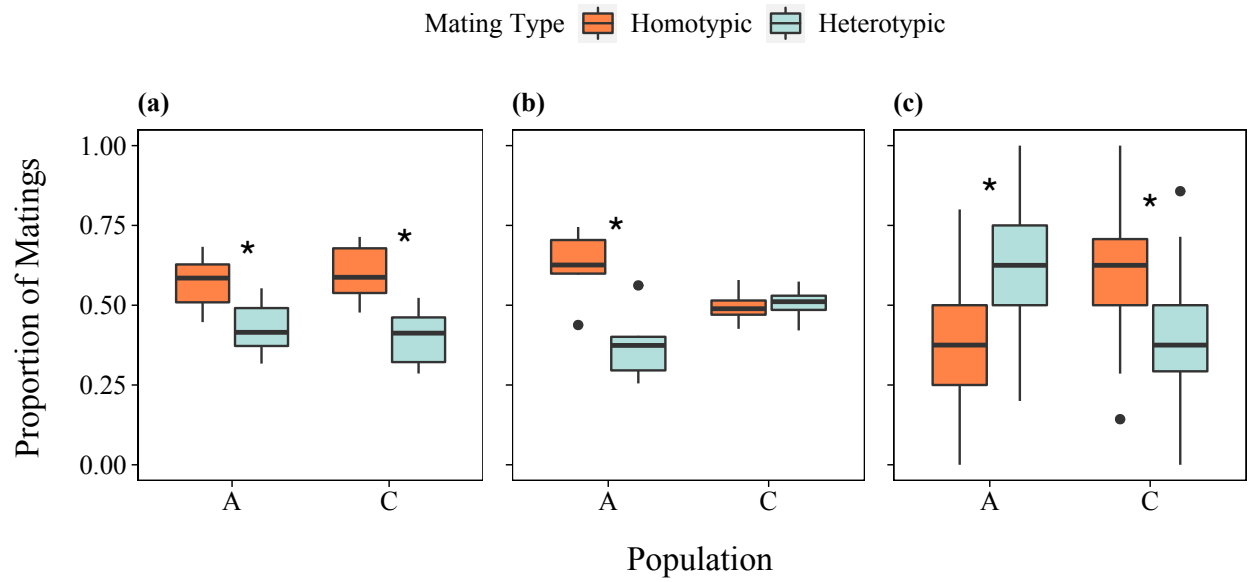 Mating Type Homotypic Heterotypic
(a) (b) (c)
Proportion of Matings
1.00
0.75
0.50
0.25
0.00
* * * * *
A C A C A C
Population